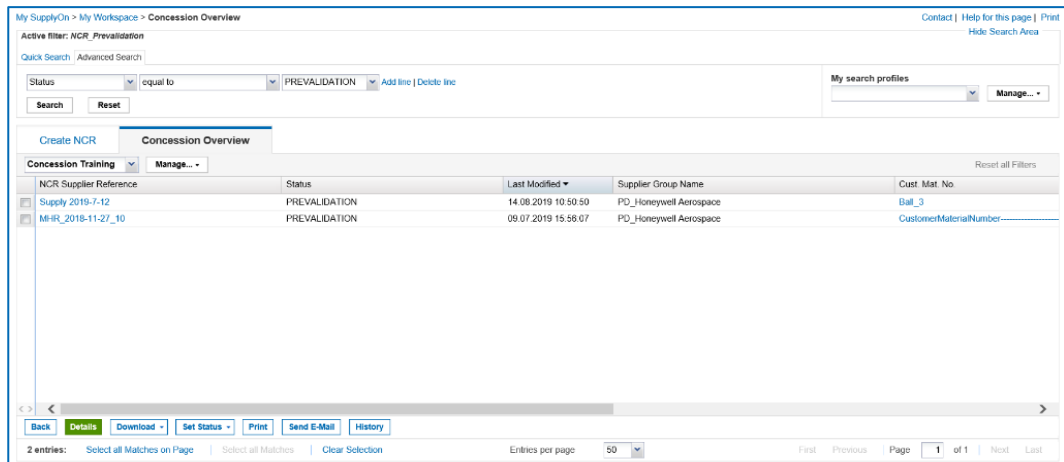 My SupplyOn > My Workspace > Concession Overview
Contact | Help for this page | Print
Active filter: NCR_Prevalidation
Hide Search Area
Quick Search Advanced Search
Status equal to PREVALIDATION Add line | Delete line
My search profiles
Manage...
Search Reset
Create NCR Concession Overview
Concession Training Manage... Reset all Filters
NCR Supplier Reference Status Last Modified Supplier Group Name Cust. Mat. No.
Supply 2019-7-12 PREVALIDATION 14.08.2019 10:50:50 PD_Honeywell Aerospace Ball_3
MHR_2018-11-27_10 PREVALIDATION 09.07.2019 15:56:07 PD_Honeywell Aerospace CustomerMaterialNumber--------------------
Back Details Download Set Status Print Send E-Mail History
2 entries: Select all Matches on Page | Select all Matches | Clear Selection Entries per page 50 First Previous Page 1 of 1 Next Last